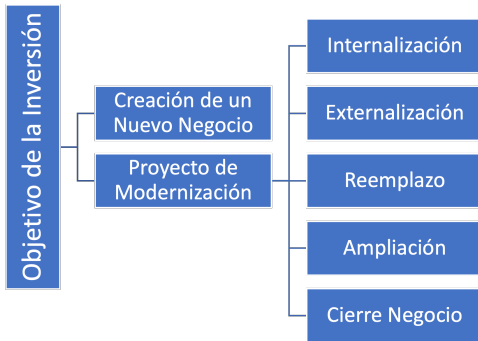 Objetivo de la Inversión
Creación de un
Nuevo Negocio
Proyecto de
Modernización
Internalización
Externalización
Reemplazo
Ampliación
Cierre Negocio